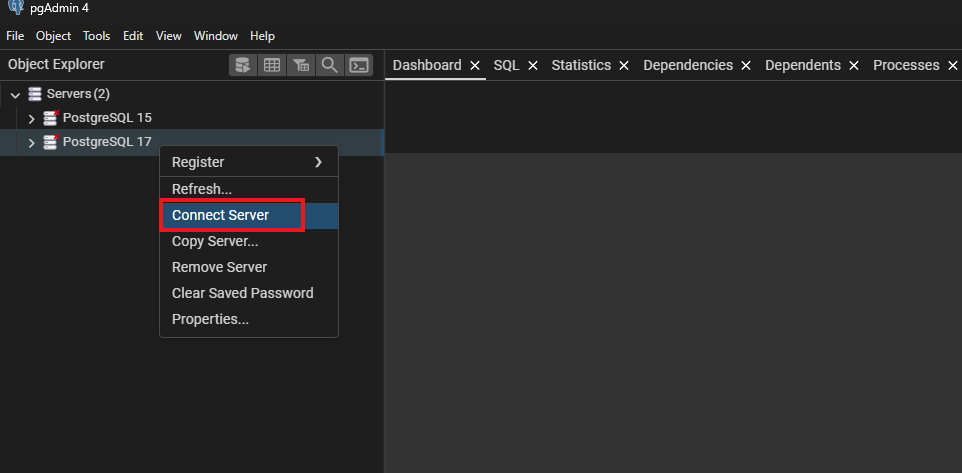 pgAdmin 4
File Object Tools Edit View Window Help
Object Explorer
Dashboard SQL Statistics Dependencies Dependents Processes
Servers (2)
PostgreSQL 15
PostgreSQL 17
Register
Refresh...
Connect Server
Copy Server...
Remove Server
Clear Saved Password
Properties...